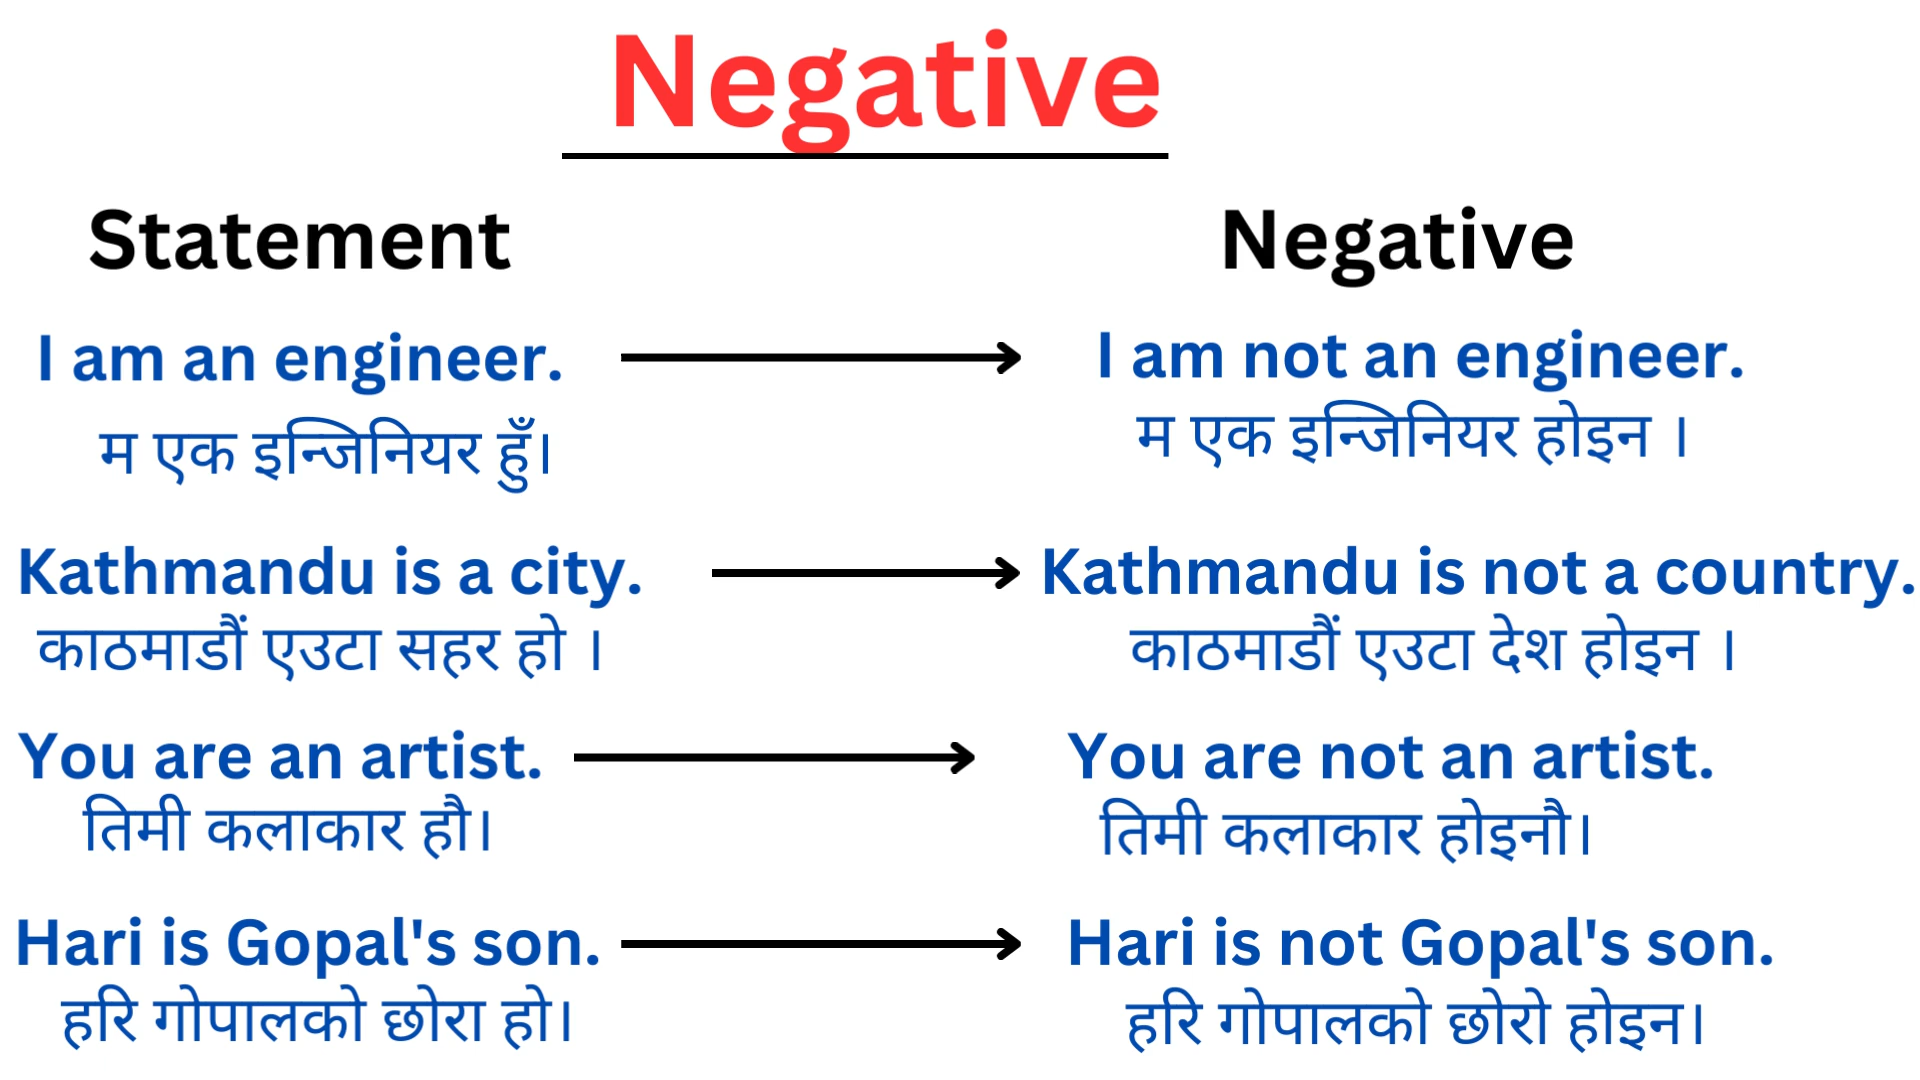 Negative
Statement
Negative
I am an engineer.
I am not an engineer.
म एक इन्जिनियर हुँ।
म एक इन्जिनियर होइन ।
Kathmandu is a city.
Kathmandu is not a country.
काठमाडौं एउटा सहर हो ।
काठमाडौं एउटा देश होइन ।
You are an artist.
You are not an artist.
तिमी कलाकार हौ।
तिमी कलाकार होइनौ।
Hari is Gopal's son.
Hari is not Gopal's son.
हरि गोपालको छोरा हो।
हरि गोपालको छोरो होइन।